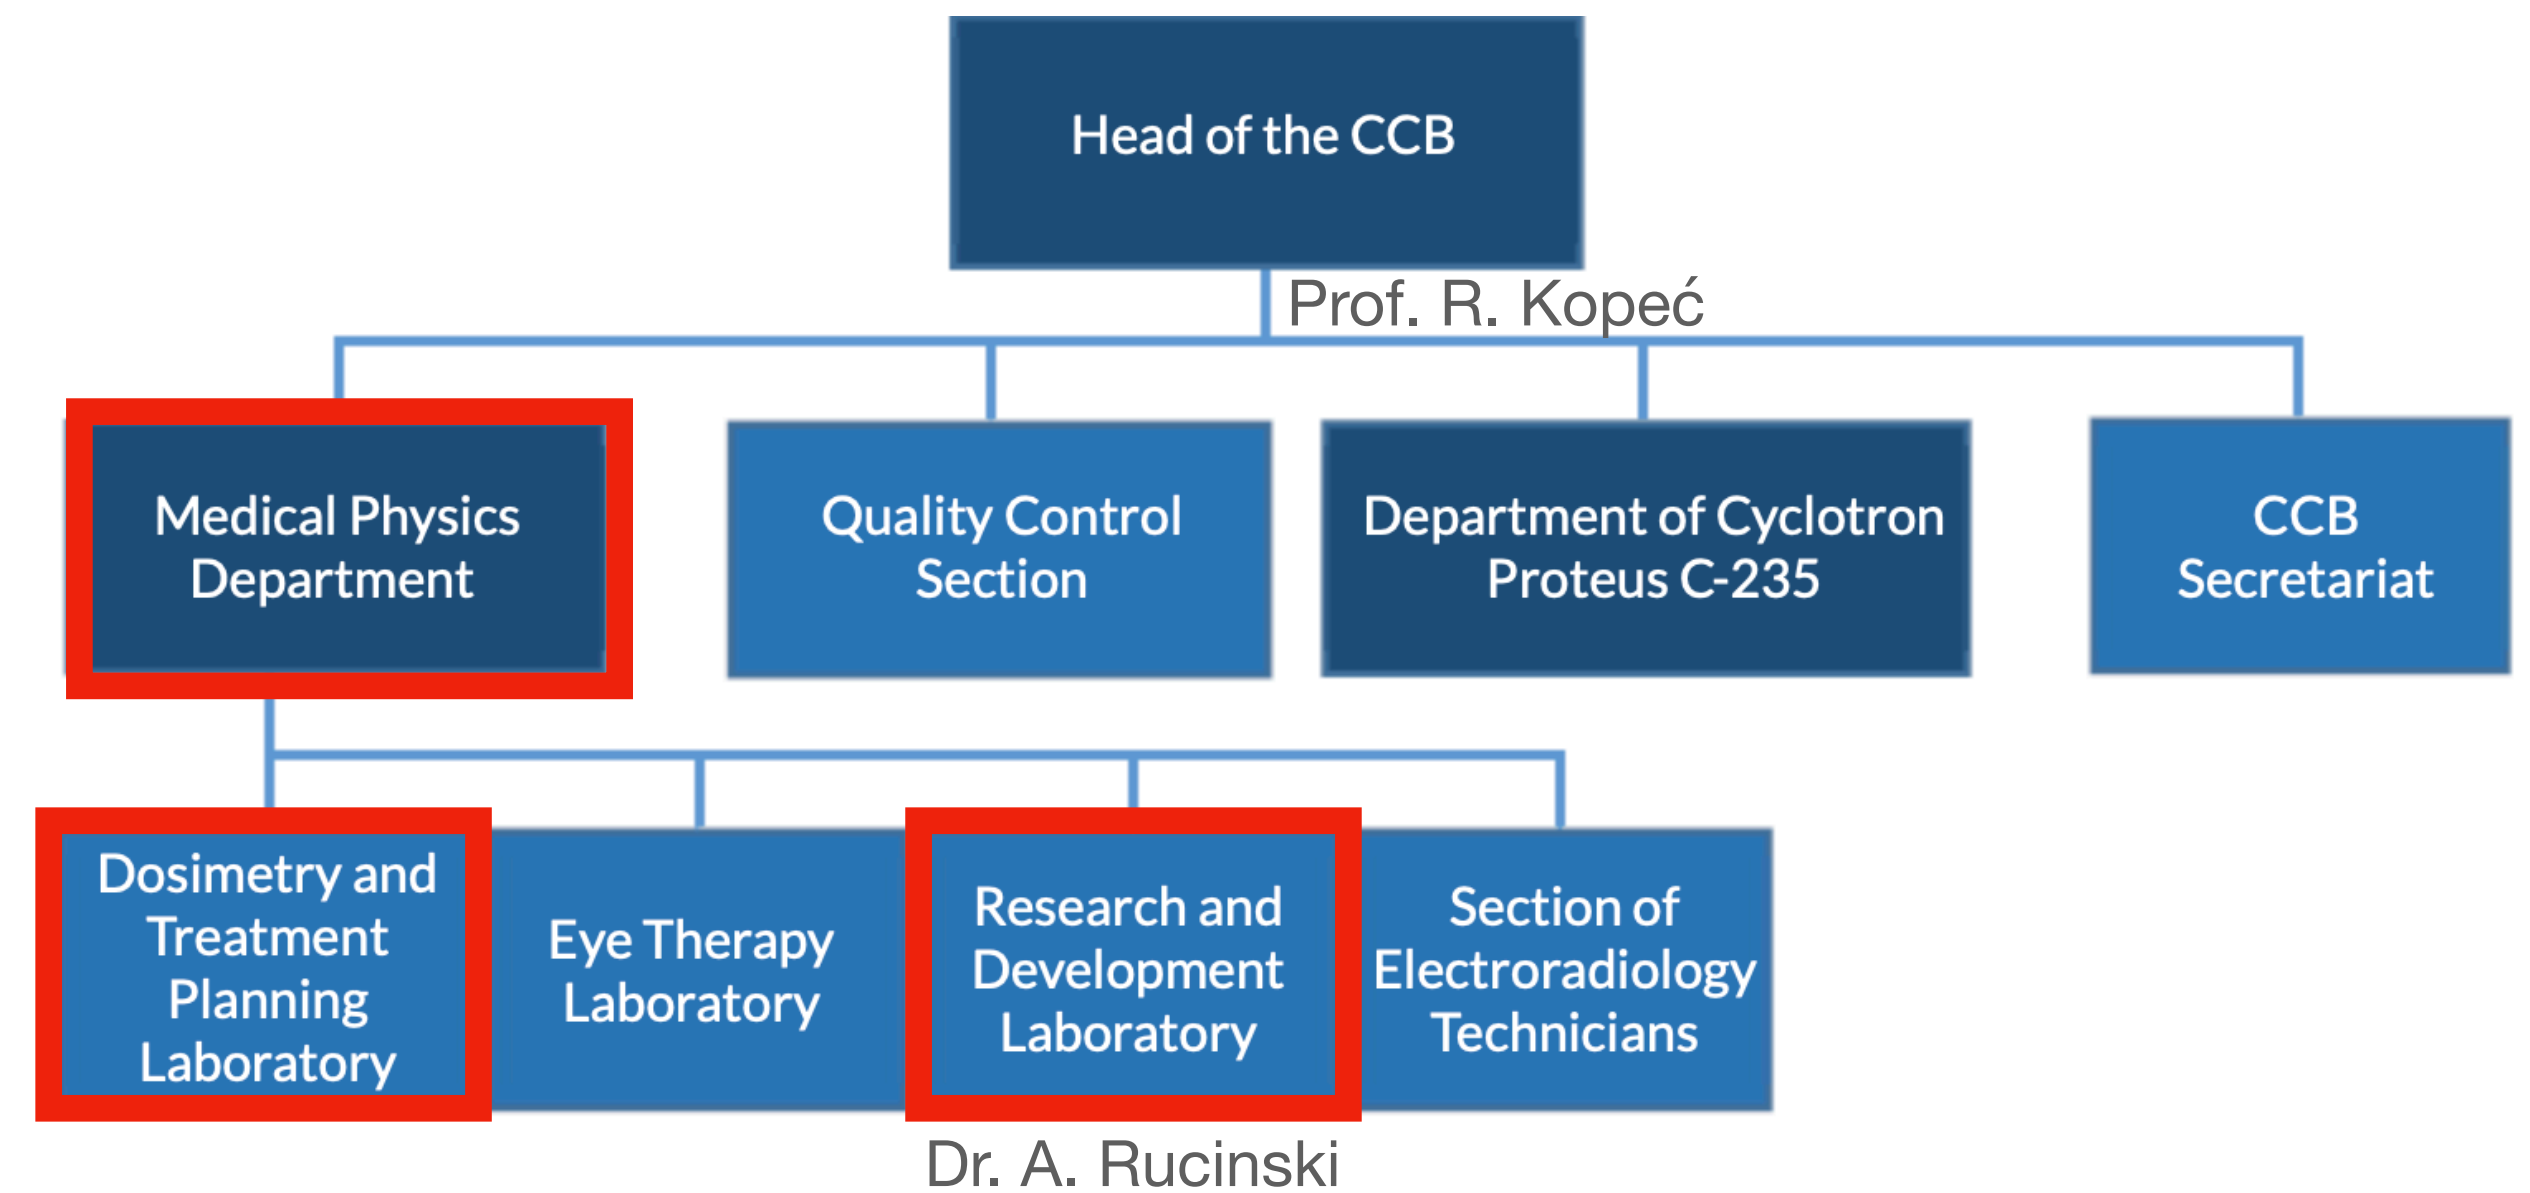 Head of the CCB
Prof. R. Kopeć
Medical Physics
Department
Quality Control
Section
Department of Cyclotron
Proteus C-235
CCB
Secretariat
Dosimetry and
Treatment
Planning
Laboratory
Eye Therapy
Laboratory
Research and
Development
Laboratory
Section of
Electroradiology
Technicians
Dr. A. Rucinski